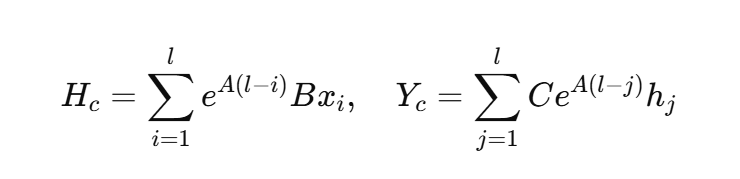 $H_c = \sum_{i=1}^{l} e^{A(l-i)} B x_i, \quad Y_c = \sum_{j=1}^{l} C e^{A(l-j)} h_j$